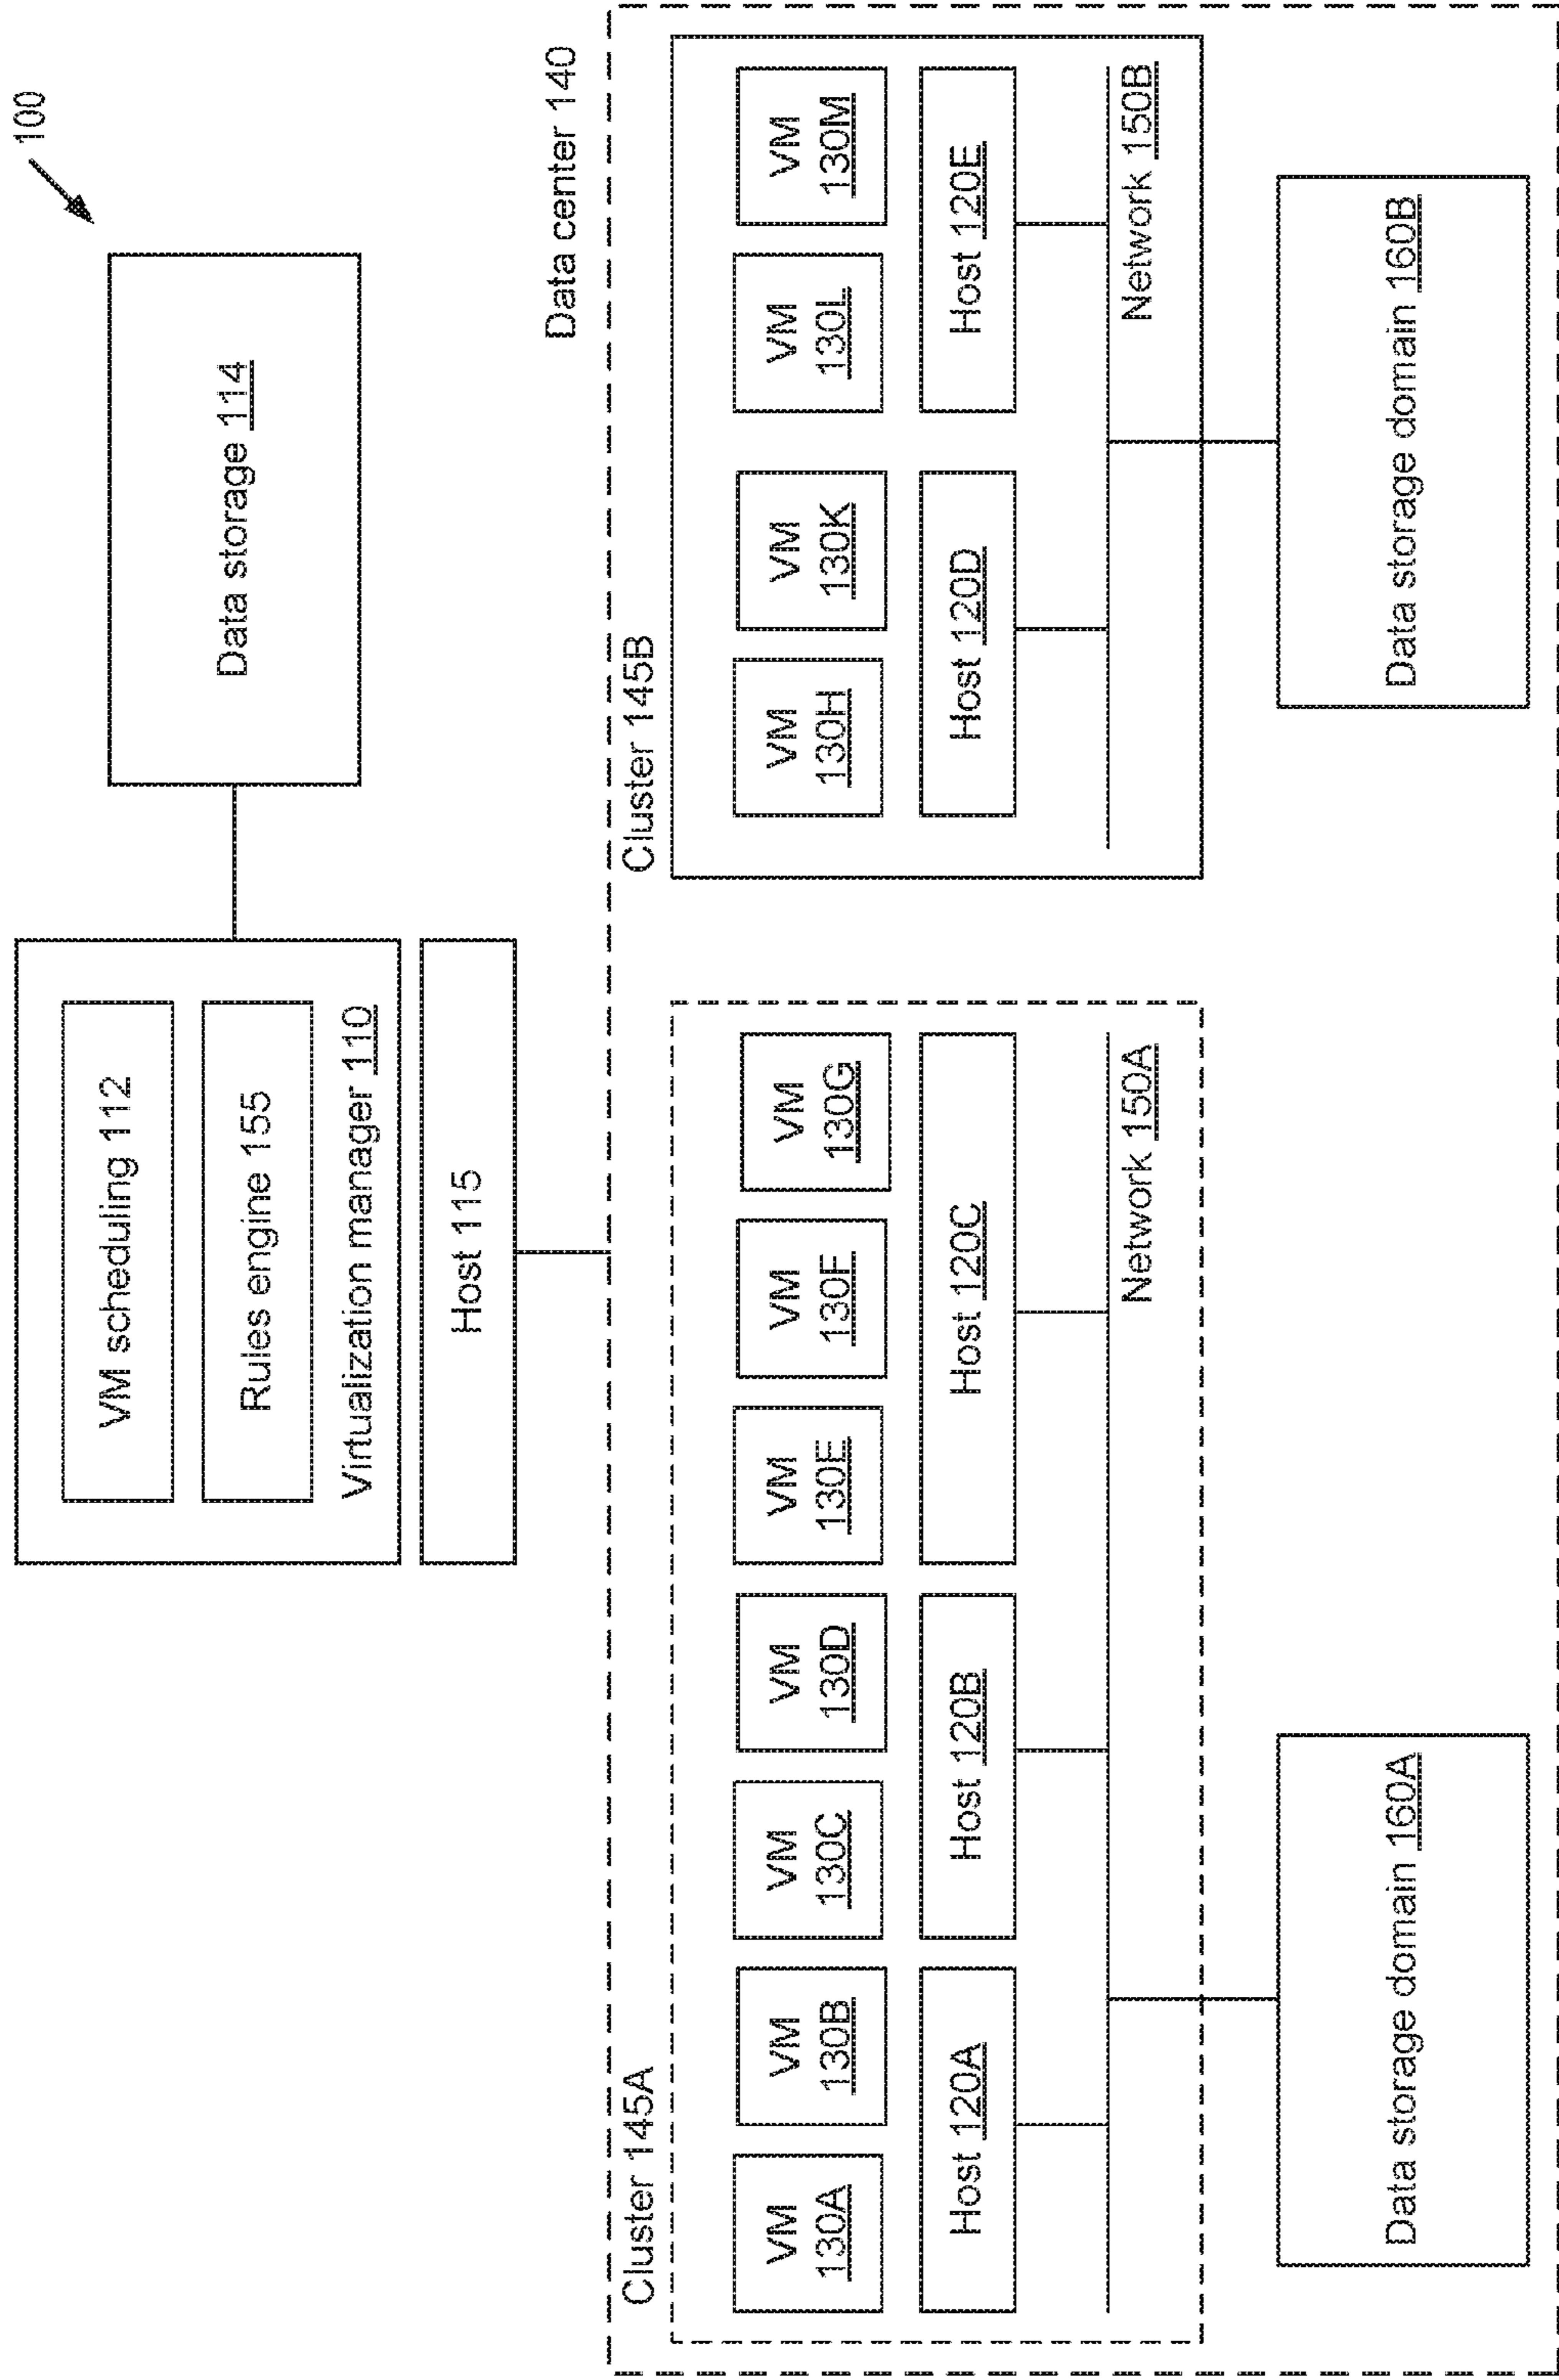 100
VM scheduling 112
Rules engine 155
Virtualization manager 110
Data storage 114
Host 115
Data center 140
Cluster 145A
VM
130A
VM
130B
VM
130C
VM
130D
VM
130E
VM
130F
VM
130G
Host 120A
Host 120B
Host 120C
Network 150A
Cluster 145B
VM
130H
VM
130K
VM
130L
VM
130M
Host 120D
Host 120E
Network 150B
Data storage domain 160A
Data storage domain 160B